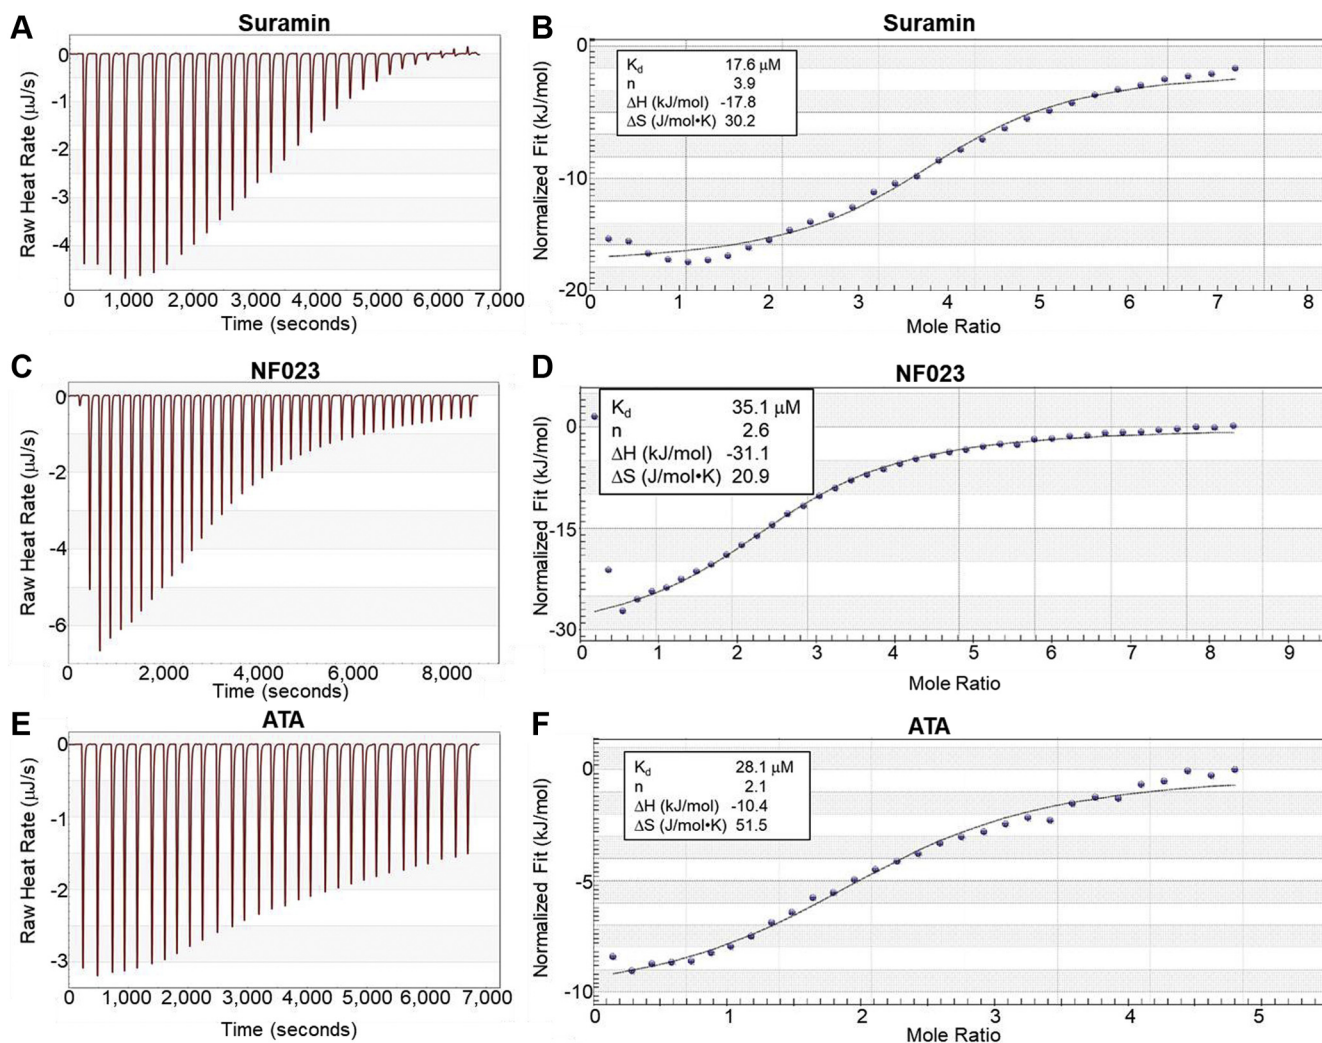 A
Suramin
0
-1
-2
-3
-4
Raw Heat Rate (μJ/s)
0 1,000 2,000 3,000 4,000 5,000 6,000 7,000
Time (seconds)
B
Suramin
Kd 17.6 μM
n 3.9
ΔH (kJ/mol) -17.8
ΔS (J/mol•K) 30.2
0
-10
-20
Normalized Fit (kJ/mol)
0 1 2 3 4 5 6 7 8
Mole Ratio
C
NF023
0
-2
-4
-6
Raw Heat Rate (μJ/s)
0 2,000 4,000 6,000 8,000
Time (seconds)
D
NF023
Kd 35.1 μM
n 2.6
ΔH (kJ/mol) -31.1
ΔS (J/mol•K) 20.9
0
-15
-30
Normalized Fit (kJ/mol)
0 1 2 3 4 5 6 7 8 9
Mole Ratio
E
ATA
0
-1
-2
-3
Raw Heat Rate (μJ/s)
0 1,000 2,000 3,000 4,000 5,000 6,000 7,000
Time (seconds)
F
ATA
Kd 28.1 μM
n 2.1
ΔH (kJ/mol) -10.4
ΔS (J/mol•K) 51.5
0
-5
-10
Normalized Fit (kJ/mol)
0 1 2 3 4 5
Mole Ratio